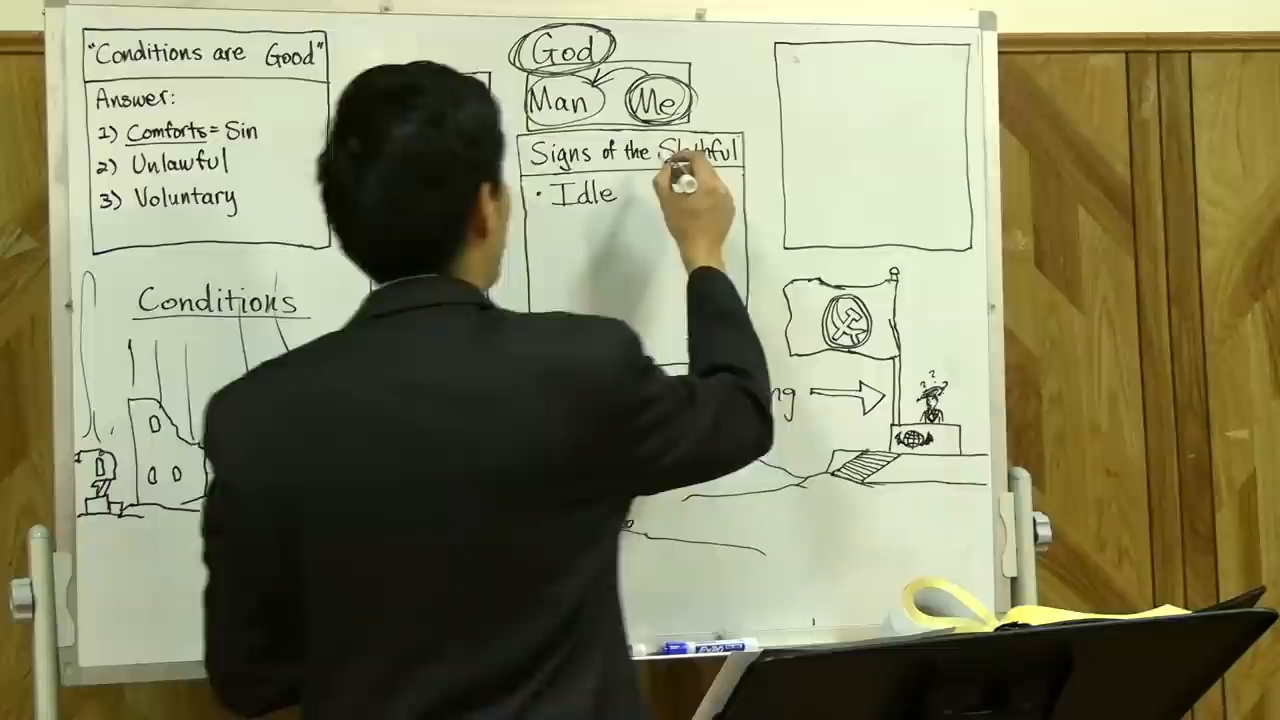 "Conditions are Good"
Answer:
1) Comforts = Sin
2) Unlawful
3) Voluntary
Conditions
God
Man Me
Signs of the Slothful
• Idle
? ? ?